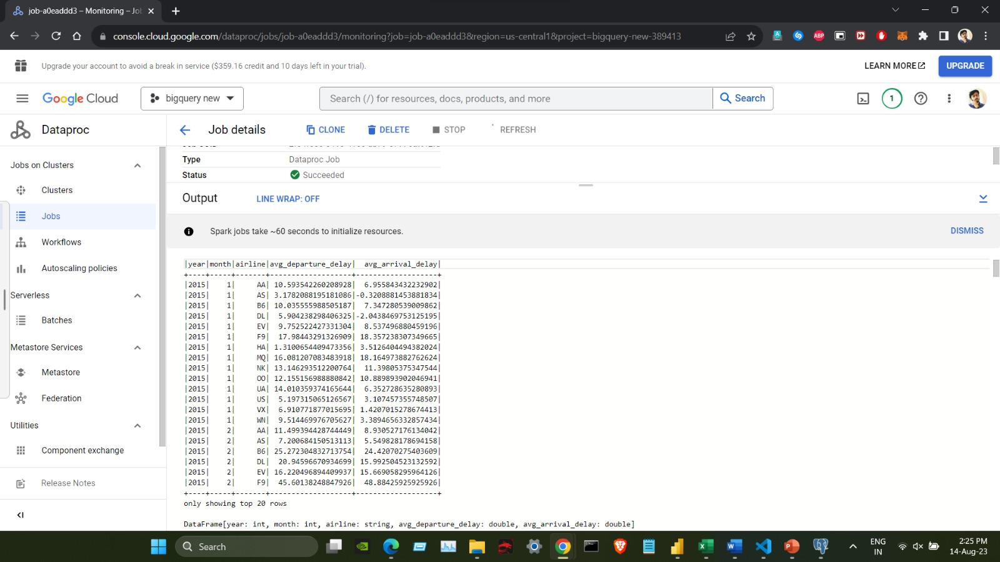 job-a0eaddd3 – Monitoring – Jo
console.cloud.google.com/dataproc/jobs/job-a0eaddd3/monitoring?job=job-a0eaddd3&region=us-central1&project=bigquery-new-389413
ABP
Upgrade your account to avoid a break in service ($359.16 credit and 10 days left in your trial).
LEARN MORE
UPGRADE
Google Cloud
bigquery new
Search (/) for resources, docs, products, and more
Search
1
Dataproc
Job details
CLONE
DELETE
STOP
REFRESH
Jobs on Clusters
Clusters
Jobs
Workflows
Autoscaling policies
Serverless
Batches
Metastore Services
Metastore
Federation
Utilities
Component exchange
Release Notes
Type Dataproc Job
Status Succeeded
Output
LINE WRAP: OFF
Spark jobs take ~60 seconds to initialize resources.
DISMISS
|year|month|airline|avg_departure_delay|  avg_arrival_delay|
+----+-----+-------+-------------------+-------------------+
|2015|    1|     AA| 10.593542260208928|  6.955843432232902|
|2015|    1|     AS| 3.1782088195181086|-0.3208881453881834|
|2015|    1|     B6| 10.035555988505187|  7.347280539009862|
|2015|    1|     DL|  5.904238298406325|-2.0438469753125195|
|2015|    1|     EV|  9.752522427331304|  8.537496880459196|
|2015|    1|     F9|  17.98443291326909| 18.357238307349665|
|2015|    1|     HA| 1.3100654409473356| 3.5126404494382024|
|2015|    1|     MQ| 16.081207083483918| 18.164973882762624|
|2015|    1|     NK| 13.146293512200764|  11.39805375347544|
|2015|    1|     OO| 12.155156988880842| 10.889893902046941|
|2015|    1|     UA| 14.010359374165644|  6.352728635280893|
|2015|    1|     US|  5.197315065126567|  3.107457355748507|
|2015|    1|     VX|  6.910771877015695| 1.4207015278674413|
|2015|    1|     WN|  9.514469976705627| 3.3894656332857434|
|2015|    2|     AA| 11.499394428744449|  8.930527176134042|
|2015|    2|     AS|  7.200684150513113|  5.549828178694158|
|2015|    2|     B6| 25.272304832713754|  24.42070275403609|
|2015|    2|     DL|  20.94596670934699| 15.992504523132592|
|2015|    2|     EV| 16.220496894409937| 15.669058295964126|
|2015|    2|     F9|  45.60138248847926|  48.88425925925926|
+----+-----+-------+-------------------+-------------------+
only showing top 20 rows
DataFrame[year: int, month: int, airline: string, avg_departure_delay: double, avg_arrival_delay: double]
Search
ENG
IN
2:25 PM
14-Aug-23